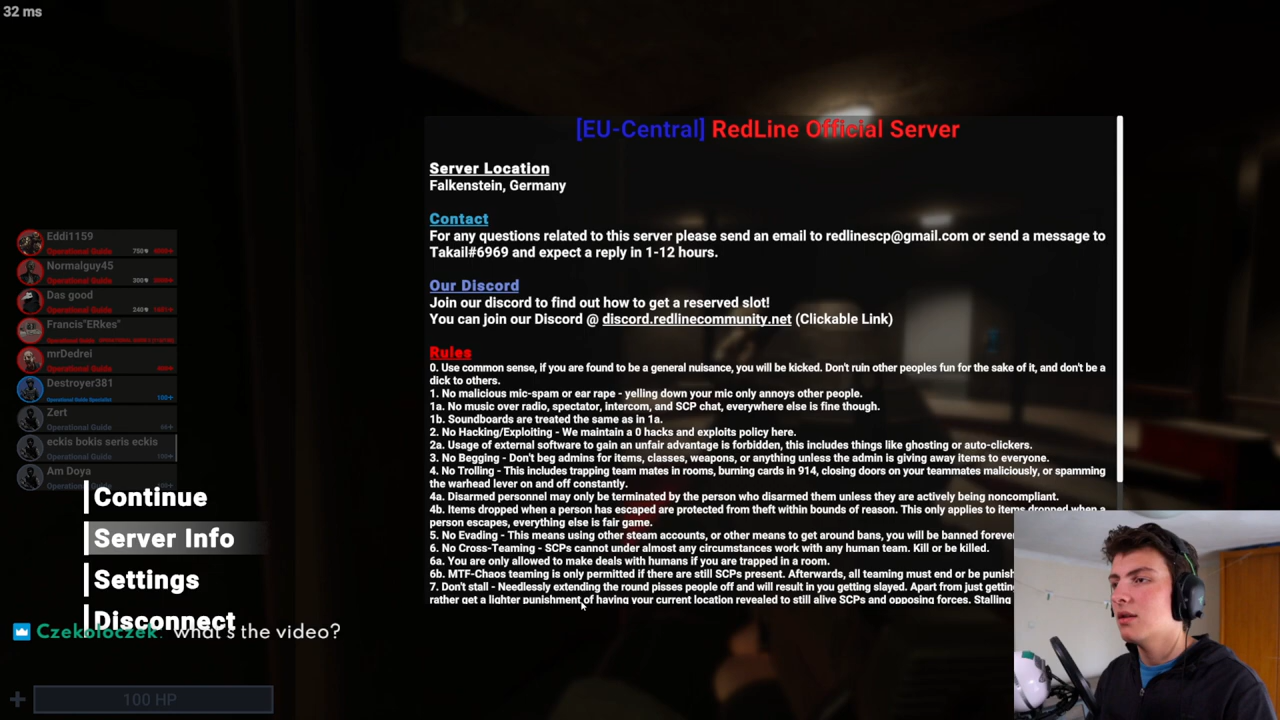 32 ms
[EU-Central] RedLine Official Server
Server Location
Falkenstein, Germany
Contact
For any questions related to this server please send an email to redlinescp@gmail.com or send a message to
Takail#6969 and expect a reply in 1-12 hours.
Our Discord
Join our discord to find out how to get a reserved slot!
You can join our Discord @ discord.redlinecommunity.net (Clickable Link)
Rules
0. Use common sense, if you are found to be a general nuisance, you will be kicked. Don't ruin other peoples fun for the sake of it, and don't be a
dick to others.
1. No malicious mic-spam or ear rape - yelling down your mic only annoys other people.
1a. No music over radio, spectator, intercom, and SCP chat, everywhere else is fine though.
1b. Soundboards are treated the same as in 1a.
2. No Hacking/Exploiting - We maintain a 0 hacks and exploits policy here.
2a. Usage of external software to gain an unfair advantage is forbidden, this includes things like ghosting or auto-clickers.
3. No Begging - Don't beg admins for items, classes, weapons, or anything unless the admin is giving away items to everyone.
4. No Trolling - This includes trapping team mates in rooms, burning cards in 914, closing doors on your teammates maliciously, or spamming
the warhead lever on and off constantly.
4a. Disarmed personnel may only be terminated by the person who disarmed them unless they are actively being noncompliant.
4b. Items dropped when a person has escaped are protected from theft within bounds of reason. This only applies to items dropped when a
person escapes, everything else is fair game.
5. No Evading - This means using other steam accounts, or other means to get around bans, you will be banned forever
6. No Cross-Teaming - SCPs cannot under almost any circumstances work with any human team. Kill or be killed.
6a. You are only allowed to make deals with humans if you are trapped in a room.
6b. MTF-Chaos teaming is only permitted if there are still SCPs present. Afterwards, all teaming must end or be punish
7. Don't stall - Needlessly extending the round pisses people off and will result in you getting slayed. Apart from just getting
rather get a lighter punishment of having your current location revealed to still alive SCPs and opposing forces. Stalling
Eddi1159
Operational Guide 750
Normalguy45
Operational Guide 300
Das good
Operational Guide 240
Francis"ERkes"
Operational Guide
mrDedrei
Operational Guide
Destroyer381
Operational Guide Specialist 100+
Zert
Operational Guide
eckis bokis seris eckis
Operational Guide
Am Doya
Continue
Server Info
Settings
Disconnect
Czekoloczek: what's the video?
+ 100 HP